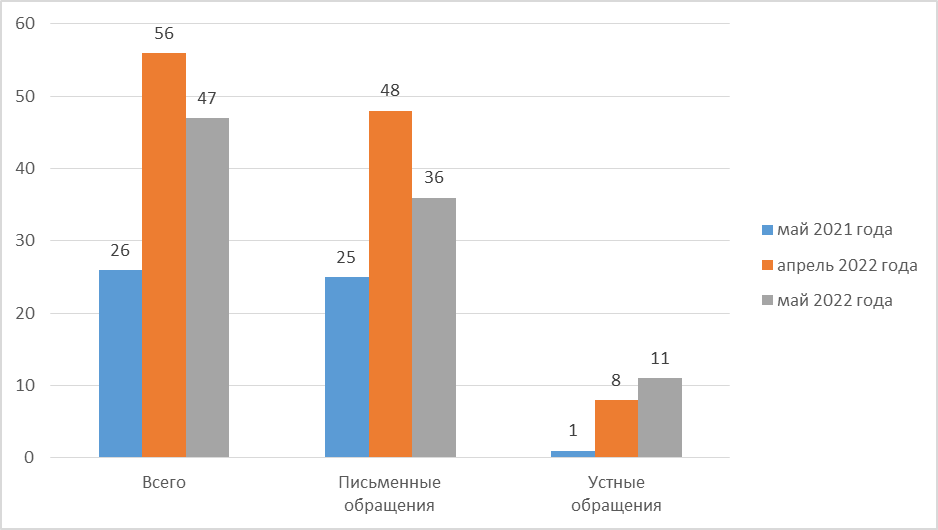 60
50
40
30
20
10
0
56
47
26
48
36
25
11
8
1
Всего
Письменные
обращения
Устные
обращения
май 2021 года
апрель 2022 года
май 2022 года